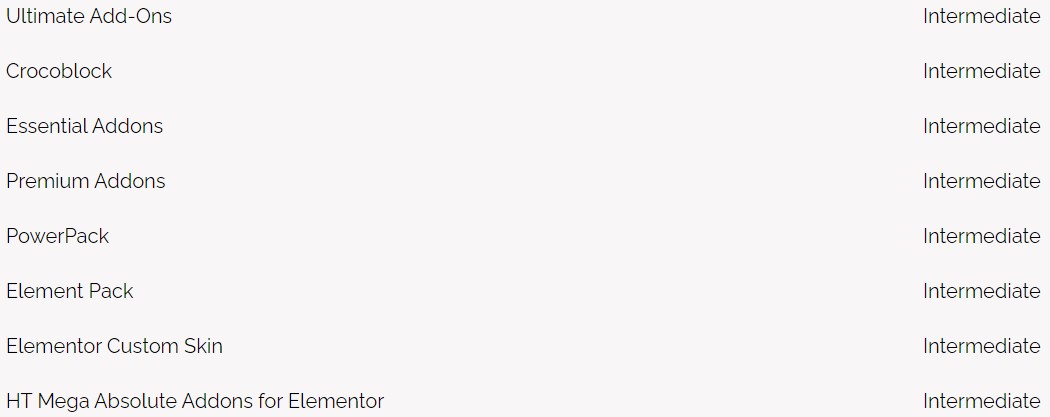 Ultimate Add-Ons Intermediate
Crocoblock Intermediate
Essential Addons Intermediate
Premium Addons Intermediate
PowerPack Intermediate
Element Pack Intermediate
Elementor Custom Skin Intermediate
HT Mega Absolute Addons for Elementor Intermediate